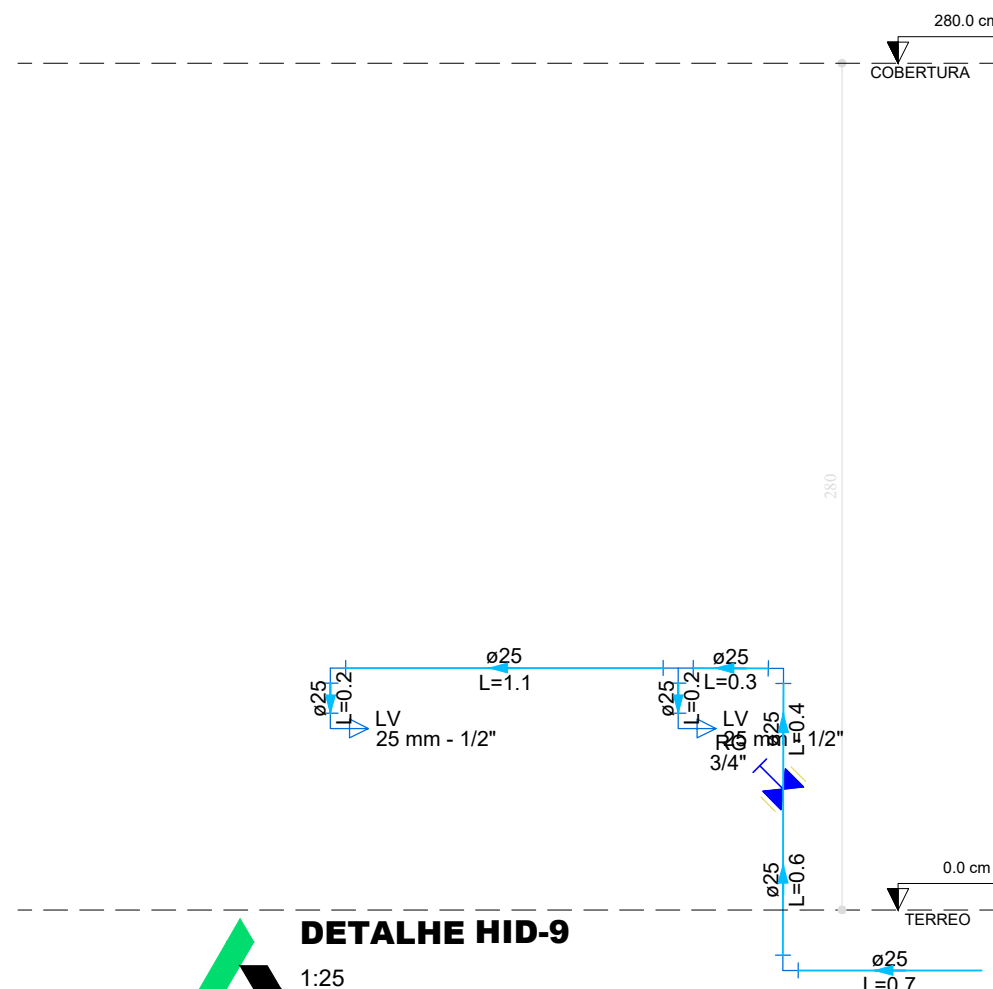 280.0 cm
COBERTURA
280
ø25
L=1.1
ø25
L=0.3
ø25
L=0.2
LV
25 mm - 1/2"
ø25
L=0.2
LV
25 mm - 1/2"
RG
3/4"
ø25
L=0.4
ø25
L=0.6
0.0 cm
TERREO
DETALHE HID-9
1:25
ø25
L=0.7